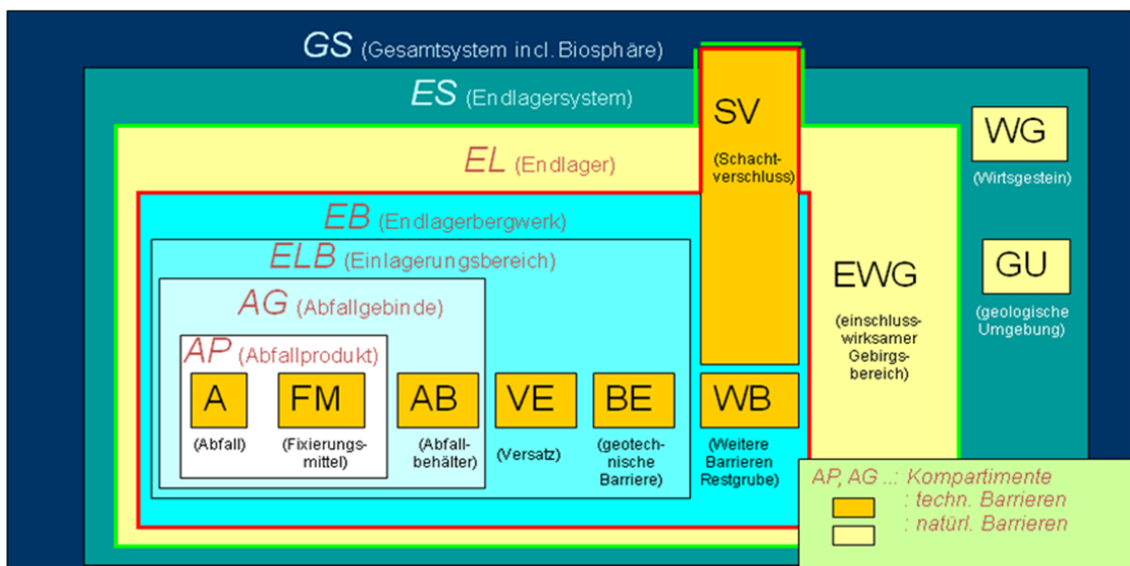 GS (Gesamtsystem incl. Biosphäre)
ES (Endlagersystem)
SV
(Schacht-
verschluss)
WG
(Wirtsgestein)
EL (Endlager)
EB (Endlagerbergwerk)
ELB (Einlagerungsbereich)
AG (Abfallgebinde)
AP (Abfallprodukt)
EWG
(einschluss-
wirksamer
Gebirgs-
bereich)
GU
(geologische
Umgebung)
A
(Abfall)
FM
(Fixierungs-
mittel)
AB
(Abfall-
behälter)
VE
(Versatz)
BE
(geotech-
nische
Barriere)
WB
(Weitere
Barrieren
Restgrube)
AP, AG ..: Kompartimente
: techn. Barrieren
: natürl. Barrieren